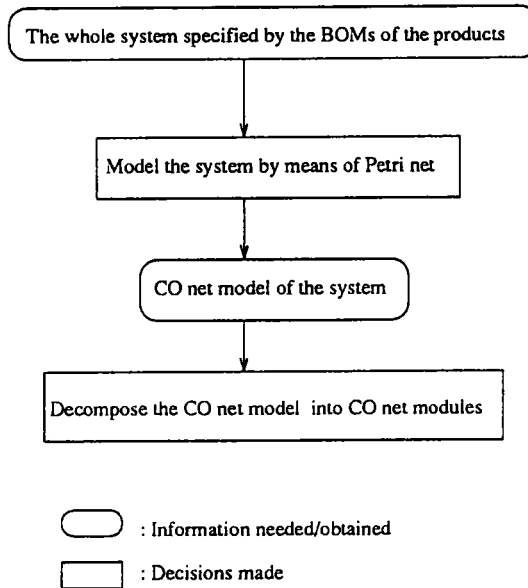 The whole system specified by the BOMs of the products
Model the system by means of Petri net
CO net model of the system
Decompose the CO net model into CO net modules
: Information needed/obtained
: Decisions made